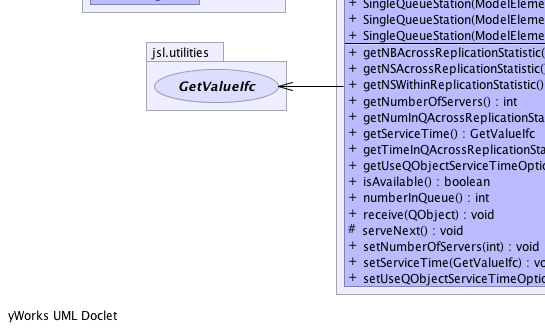 + SingleQueueStation(ModelEleme
+ SingleQueueStation(ModelEleme
+ SingleQueueStation(ModelEleme
jsl.utilities
GetValueIfc
+ getNBAcrossReplicationStatistic(
+ getNSAcrossReplicationStatistic(
+ getNSWithinReplicationStatistic()
+ getNumberOfServers() : int
+ getNumInQAcrossReplicationSta
+ getServiceTime() : GetValueIfc
+ getTimeInQAcrossReplicationSta
+ getUseQObjectServiceTimeOptic
+ isAvailable() : boolean
+ numberInQueue() : int
+ receive(QObject) : void
# serveNext() : void
+ setNumberOfServers(int) : void
+ setServiceTime(GetValueIfc) : vo
+ setUseQObjectServiceTimeOptic
yWorks UML Doclet